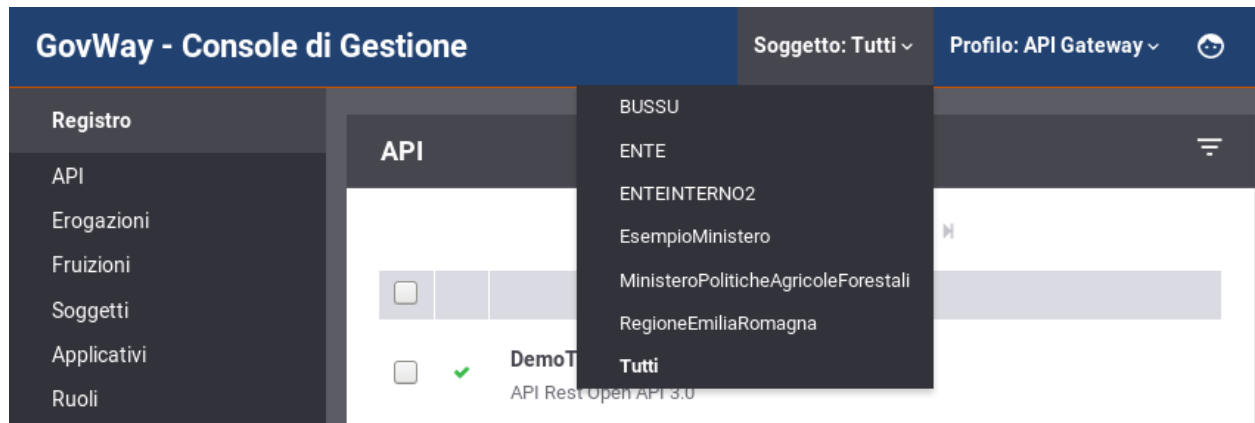 GovWay - Console di Gestione
Soggetto: Tutti
Profilo: API Gateway
Registro
API
Erogazioni
Fruizioni
Soggetti
Applicativi
Ruoli
API
BUSSU
ENTE
ENTEINTERNO2
EsempioMinistero
MinisteroPoliticheAgricoleForestali
RegioneEmiliaRomagna
Tutti
DemoT
API Rest Open API 3.0